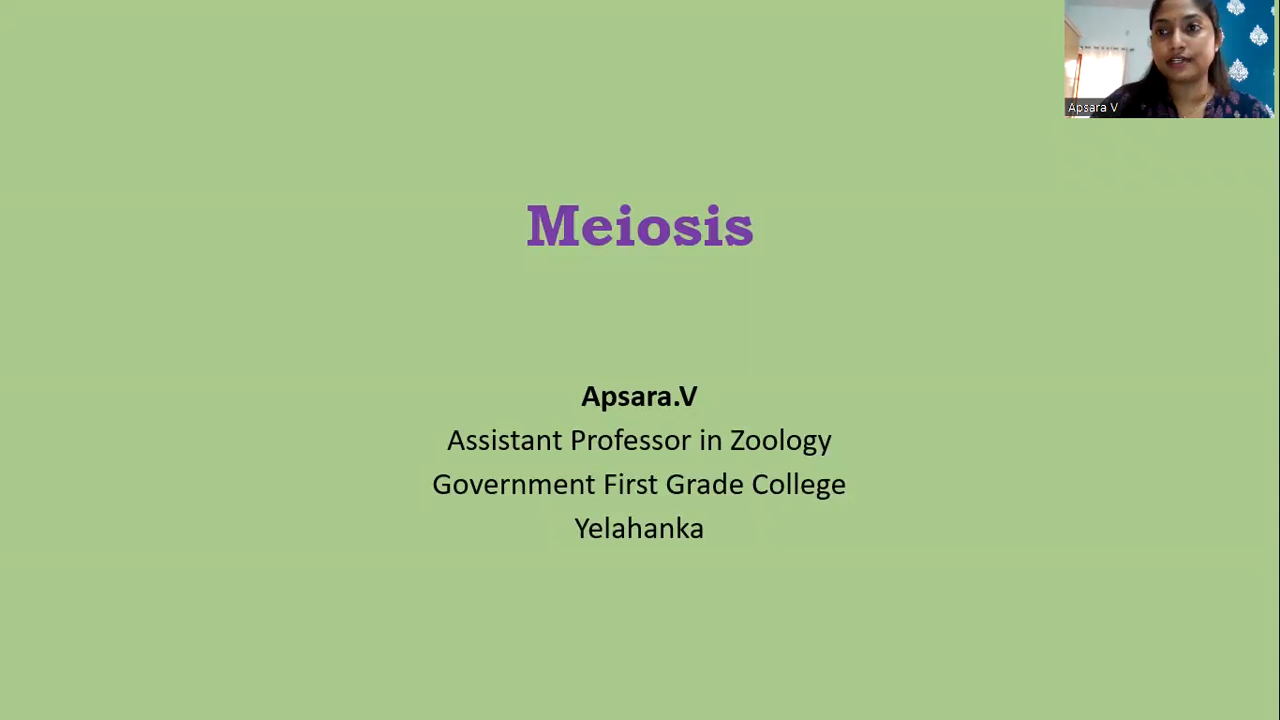 Apsara V
Meiosis
Apsara.V
Assistant Professor in Zoology
Government First Grade College
Yelahanka